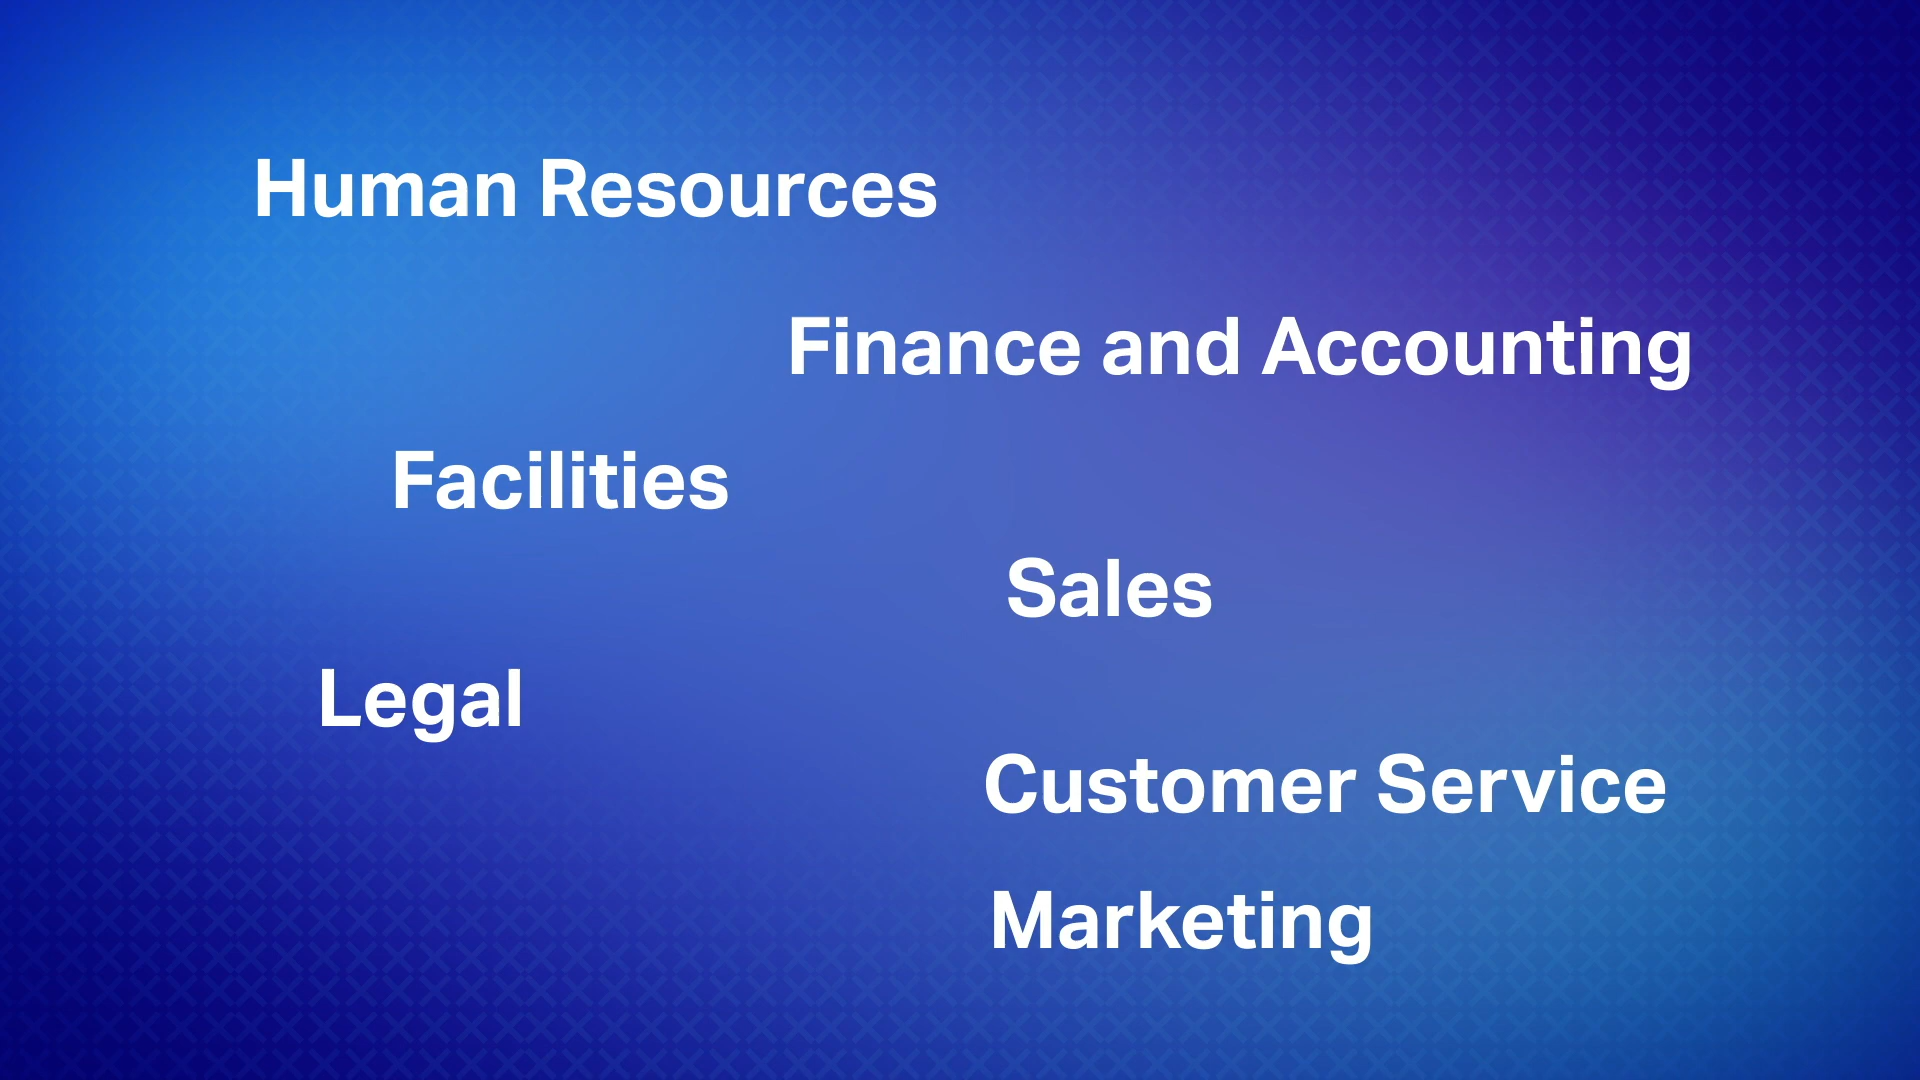 Human Resources
Finance and Accounting
Facilities
Sales
Legal
Customer Service
Marketing